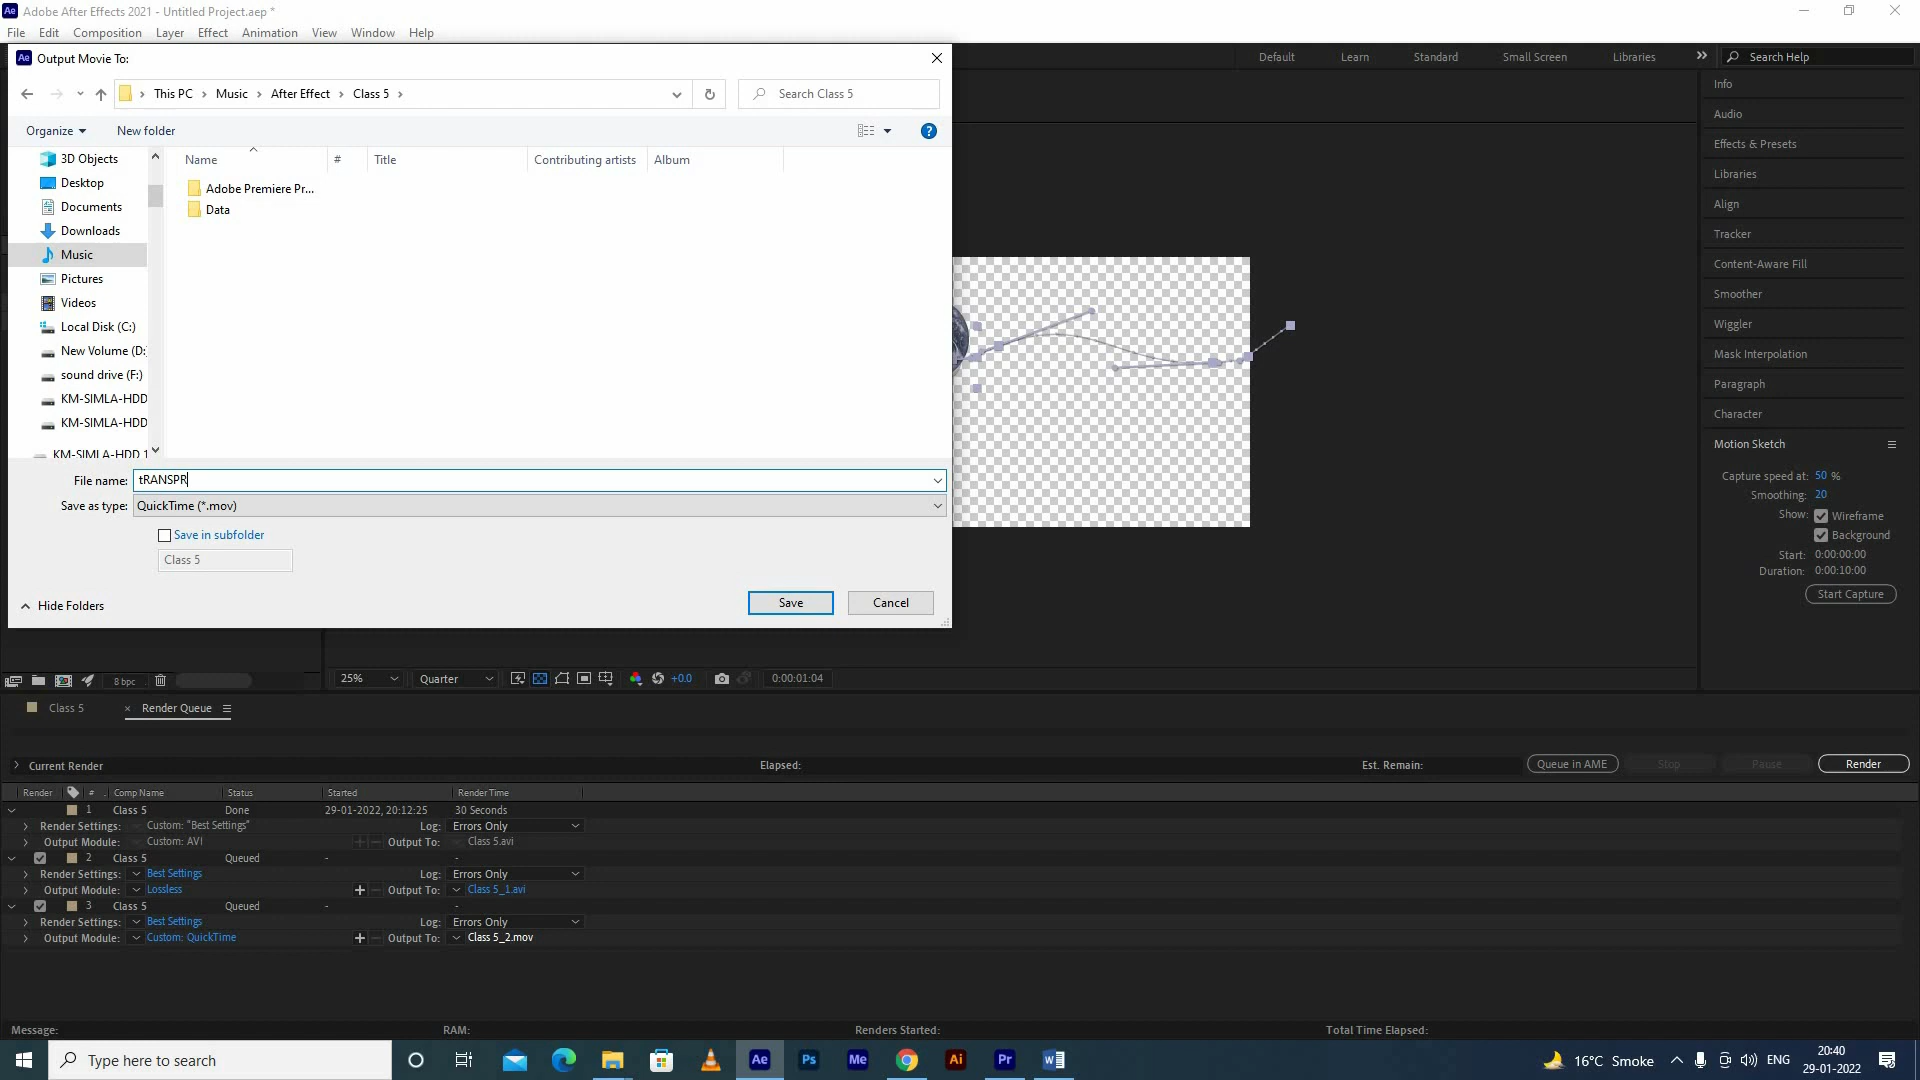 Ae Adobe After Effects 2021 - Untitled Project.aep *
File Edit Composition Layer Effect Animation View Window Help
Ae Output Movie To:
Default Learn Standard Small Screen Libraries Search Help
This PC Music After Effect Class 5 Search Class 5
Organize New folder
Name # Title Contributing artists Album
Adobe Premiere Pr...
Data
3D Objects
Desktop
Documents
Downloads
Music
Pictures
Videos
Local Disk (C:)
New Volume (D:
sound drive (F:)
KM-SIMLA-HDD
KM-SIMLA-HDD
KM-SIMLA-HDD 1
File name: tRANSPR
Save as type: QuickTime (*.mov)
Save in subfolder
Class 5
Hide Folders Save Cancel
Info
Audio
Effects & Presets
Libraries
Align
Tracker
Content-Aware Fill
Smoother
Wiggler
Mask Interpolation
Paragraph
Character
Motion Sketch
Capture speed at: 50 %
Smoothing: 20
Show: Wireframe
Background
Start: 0:00:00:00
Duration: 0:00:10:00
Start Capture
8 bpc 25% Quarter +0.0 0:00:01:04
Class 5 × Render Queue
Current Render Elapsed: Est. Remain: Queue in AME Stop Pause Render
Render # Comp Name Status Started Render Time
1 Class 5 Done 29-01-2022, 20:12:25 30 Seconds
Render Settings: Custom: "Best Settings" Log: Errors Only
Output Module: Custom: AVI Output To: Class 5.avi
2 Class 5 Queued - -
Render Settings: Best Settings Log: Errors Only
Output Module: Lossless Output To: Class 5_1.avi
3 Class 5 Queued - -
Render Settings: Best Settings Log: Errors Only
Output Module: Custom: QuickTime Output To: Class 5_2.mov
Message: RAM: Renders Started: Total Time Elapsed:
Type here to search Ae Ps Me Ai Pr W 16°C Smoke ENG 20:40
29-01-2022